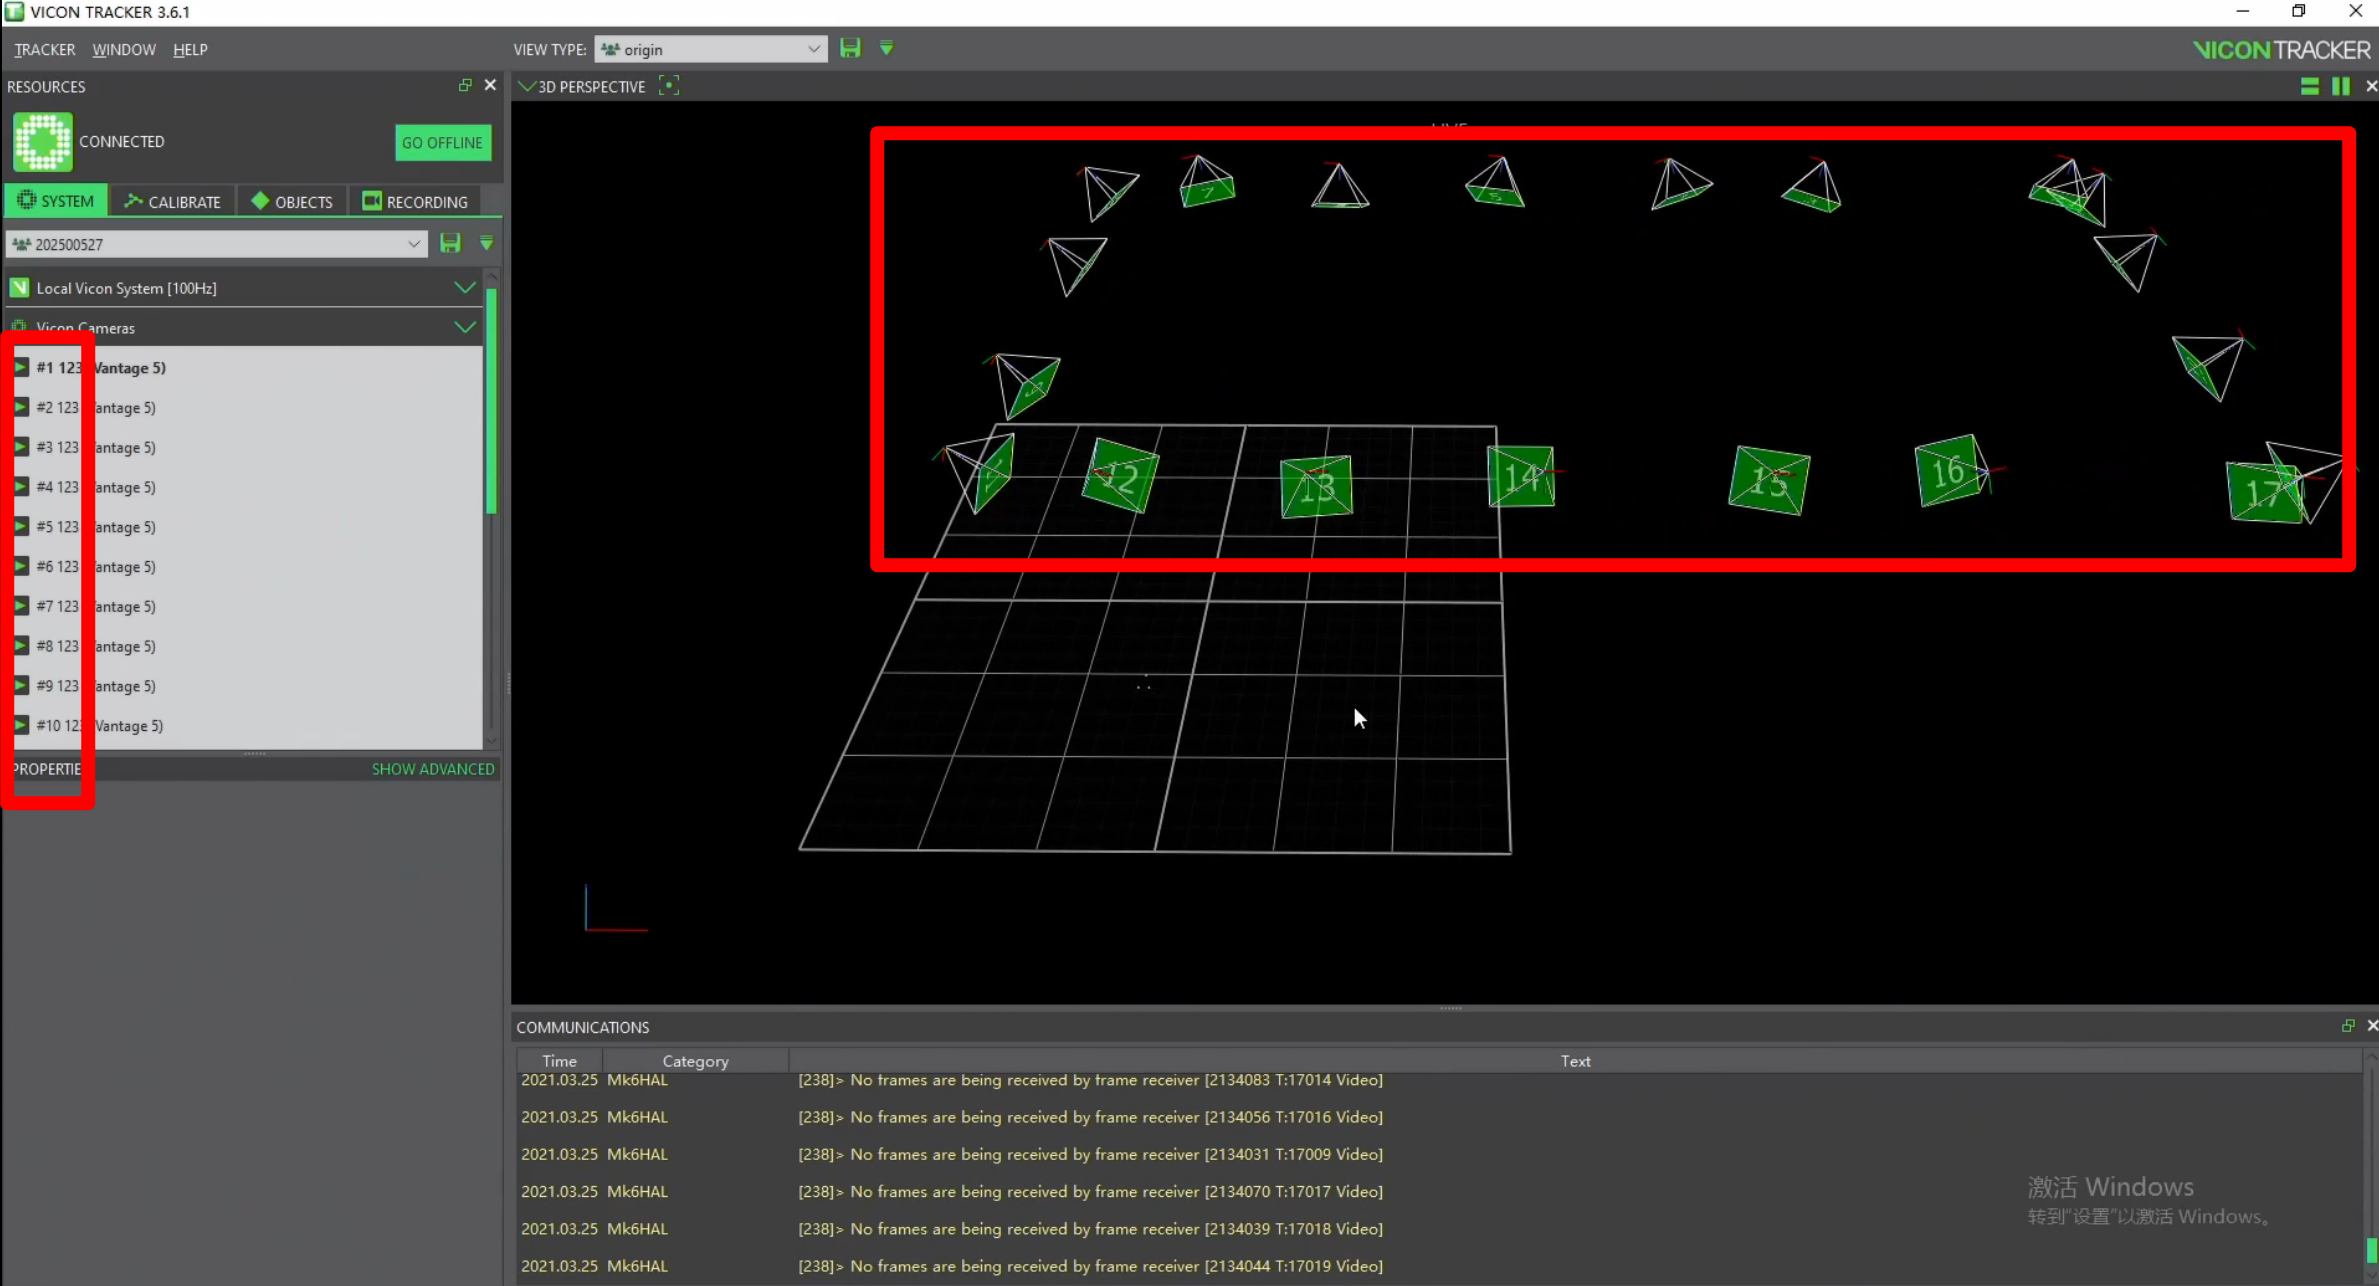 VICON TRACKER 3.6.1
TRACKER WINDOW HELP
VIEW TYPE: origin
VICON TRACKER
RESOURCES
3D PERSPECTIVE
CONNECTED
GO OFFLINE
SYSTEM CALIBRATE OBJECTS RECORDING
202500527
Local Vicon System [100Hz]
Vicon Cameras
#1 123 Vantage 5)
#2 123 antage 5)
#3 123 antage 5)
#4 123 antage 5)
#5 123 antage 5)
#6 123 antage 5)
#7 123 antage 5)
#8 123 antage 5)
#9 123 antage 5)
#10 12 Vantage 5)
PROPERTIE
SHOW ADVANCED
7
5
12
13
14
15
16
17
COMMUNICATIONS
Time Category Text
2021.03.25 Mk6HAL [238]> No frames are being received by frame receiver [2134083 T:17014 Video]
2021.03.25 Mk6HAL [238]> No frames are being received by frame receiver [2134056 T:17016 Video]
2021.03.25 Mk6HAL [238]> No frames are being received by frame receiver [2134031 T:17009 Video]
2021.03.25 Mk6HAL [238]> No frames are being received by frame receiver [2134070 T:17017 Video]
2021.03.25 Mk6HAL [238]> No frames are being received by frame receiver [2134039 T:17018 Video]
2021.03.25 Mk6HAL [238]> No frames are being received by frame receiver [2134044 T:17019 Video]
激活 Windows
转到“设置”以激活 Windows。